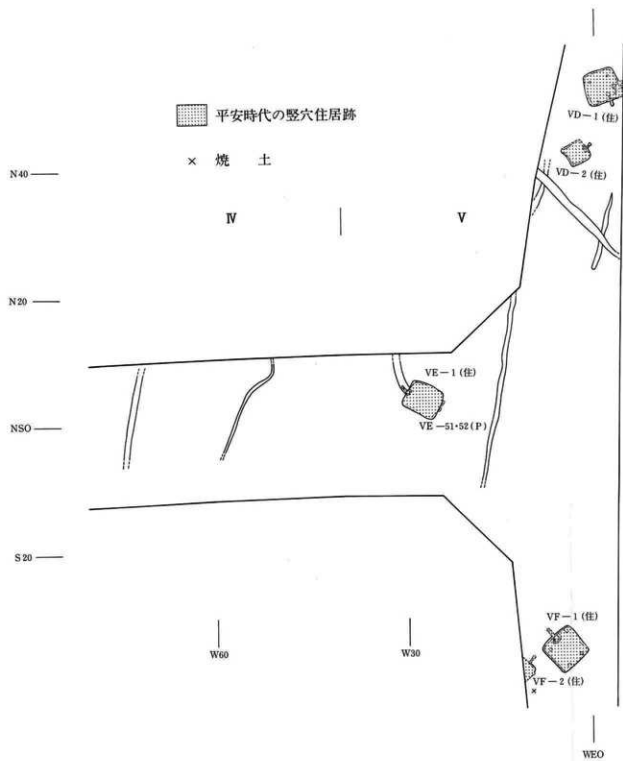 平安時代の竪穴住居跡
× 焼 土
VD-1 (住)
VD-2 (住)
N40
Ⅳ
Ⅴ
N20
VE-1 (住)
NSO
VE-51・52(P)
S20
VF-1 (住)
W60
W30
VF-2 (住)
WEO